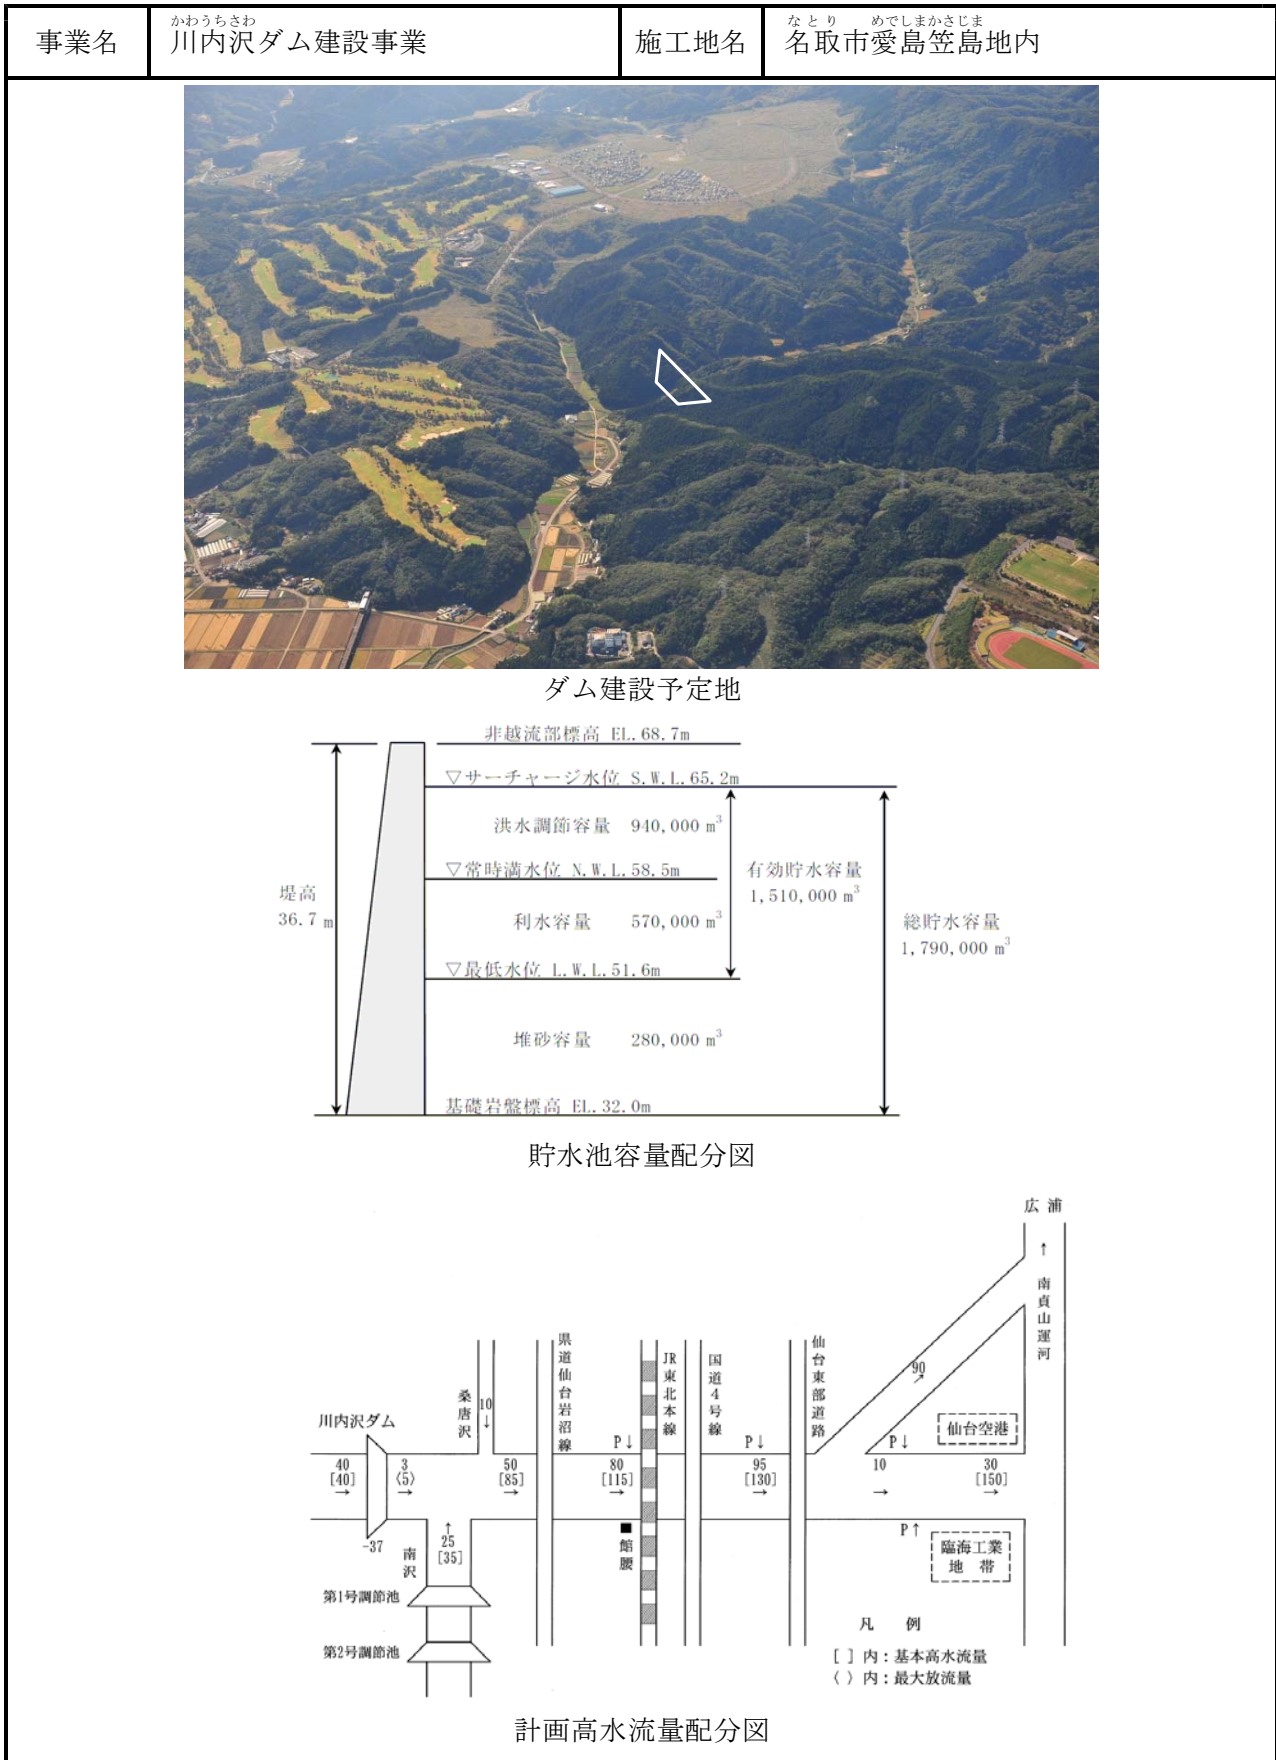 事業名
かわうちさわ
川内沢ダム建設事業
施工地名
なとり めでしまかさじま
名取市愛島笠島地内
ダム建設予定地
非越流部標高 EL.68.7m
▽サーチャージ水位 S.W.L.65.2m
洪水調節容量 940,000 m³
▽常時満水位 N.W.L.58.5m
有効貯水容量
1,510,000 m³
堤高
36.7 m
利水容量 570,000 m³
総貯水容量
1,790,000 m³
▽最低水位 L.W.L.51.6m
堆砂容量 280,000 m³
基礎岩盤標高 EL.32.0m
貯水池容量配分図
広浦
↑
南貞山運河
県道仙台岩沼線
JR東北本線
国道4号線
仙台東部道路
90
→
桑唐沢
10
↓
川内沢ダム
P↓
P↓
P↓
仙台空港
40
[40]
→
3
〈5〉
→
50
[85]
→
80
[115]
→
95
[130]
→
10
→
30
[150]
→
-37
南沢
↑
25
[35]
■館腰
P↑
臨海工業
地帯
第1号調節池
第2号調節池
凡例
[ ]内：基本高水流量
〈 〉内：最大放流量
計画高水流量配分図